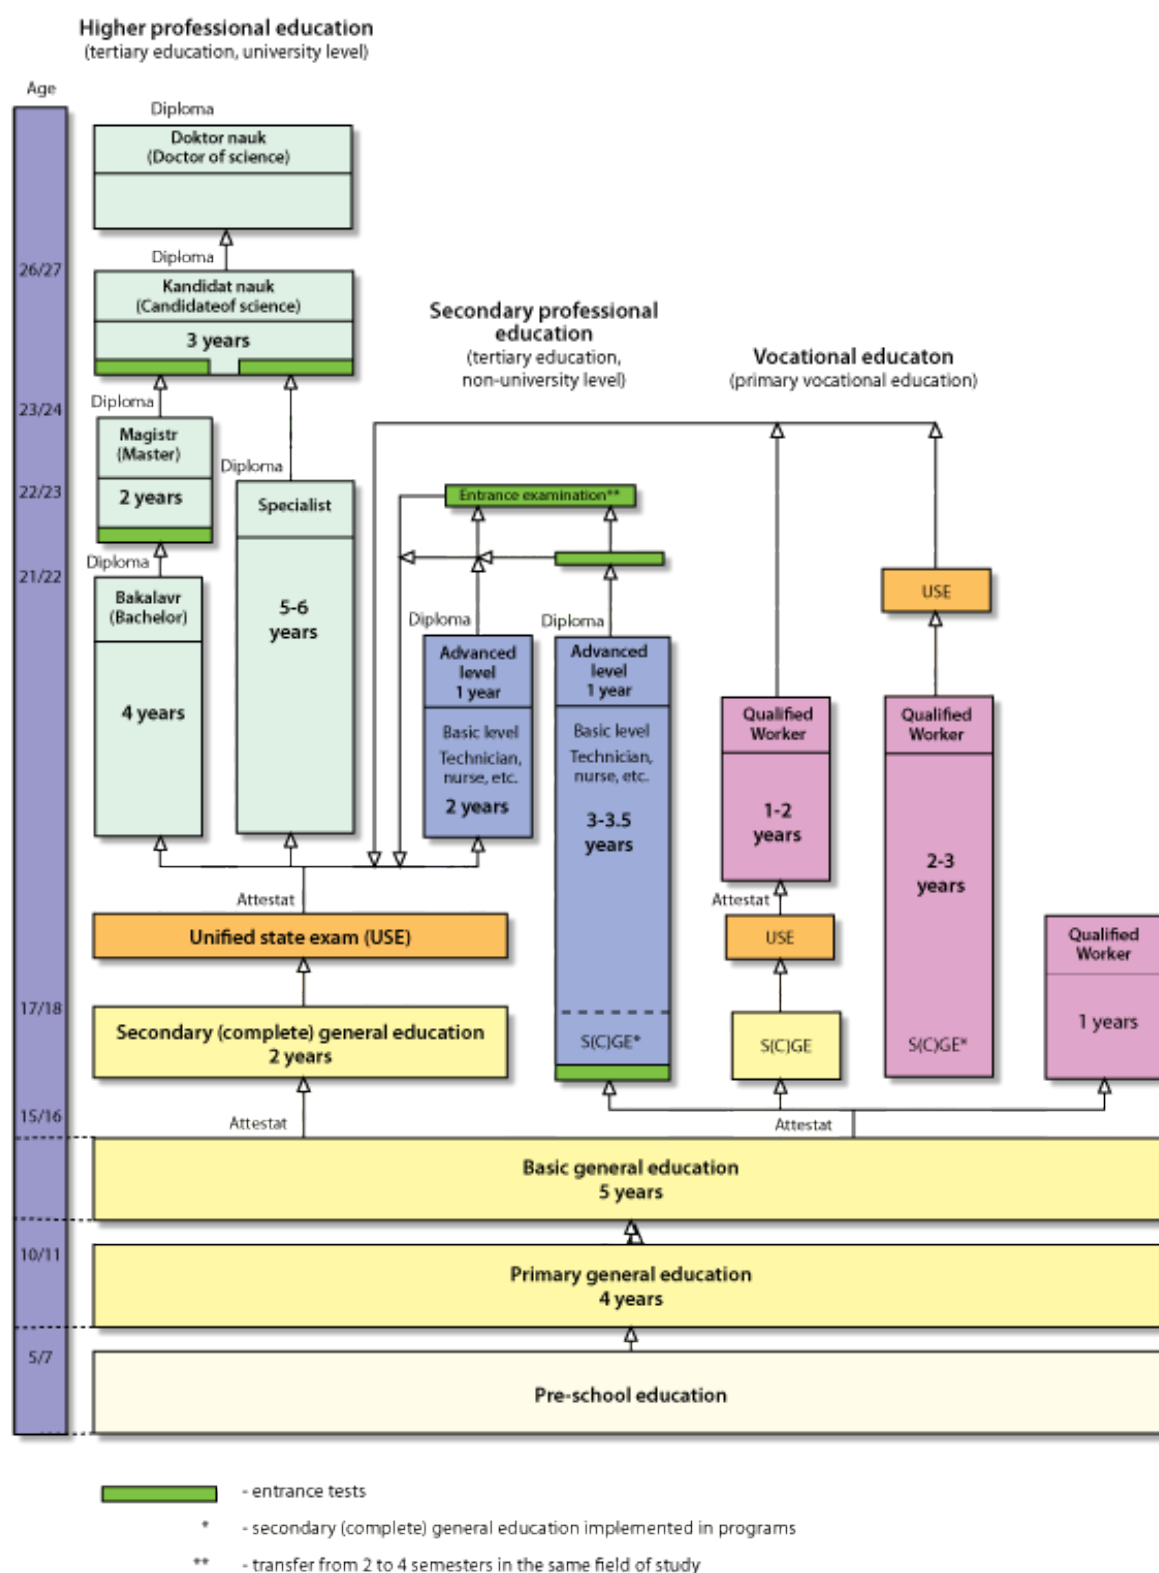 Higher professional education
(tertiary education, university level)
Age
Diploma
Doktor nauk
(Doctor of science)
26/27
Diploma
Kandidat nauk
(Candidateof science)
3 years
Secondary professional
education
(tertiary education,
non-university level)
Vocational educaton
(primary vocational education)
23/24
Diploma
Magistr
(Master)
2 years
Diploma
22/23
Specialist
5-6
years
Entrance examination**
21/22
Diploma
Bakalavr
(Bachelor)
4 years
USE
Diploma
Advanced
level
1 year
Basic level
Technician,
nurse, etc.
2 years
Diploma
Advanced
level
1 year
Basic level
Technician,
nurse, etc.
3-3.5
years
S(C)GE*
Qualified
Worker
1-2
years
Attestat
USE
S(C)GE
Qualified
Worker
2-3
years
S(C)GE*
Qualified
Worker
1 years
Attestat
Unified state exam (USE)
17/18
Secondary (complete) general education
2 years
15/16
Attestat
Attestat
Basic general education
5 years
10/11
Primary general education
4 years
5/7
Pre-school education
- entrance tests
* - secondary (complete) general education implemented in programs
** - transfer from 2 to 4 semesters in the same field of study